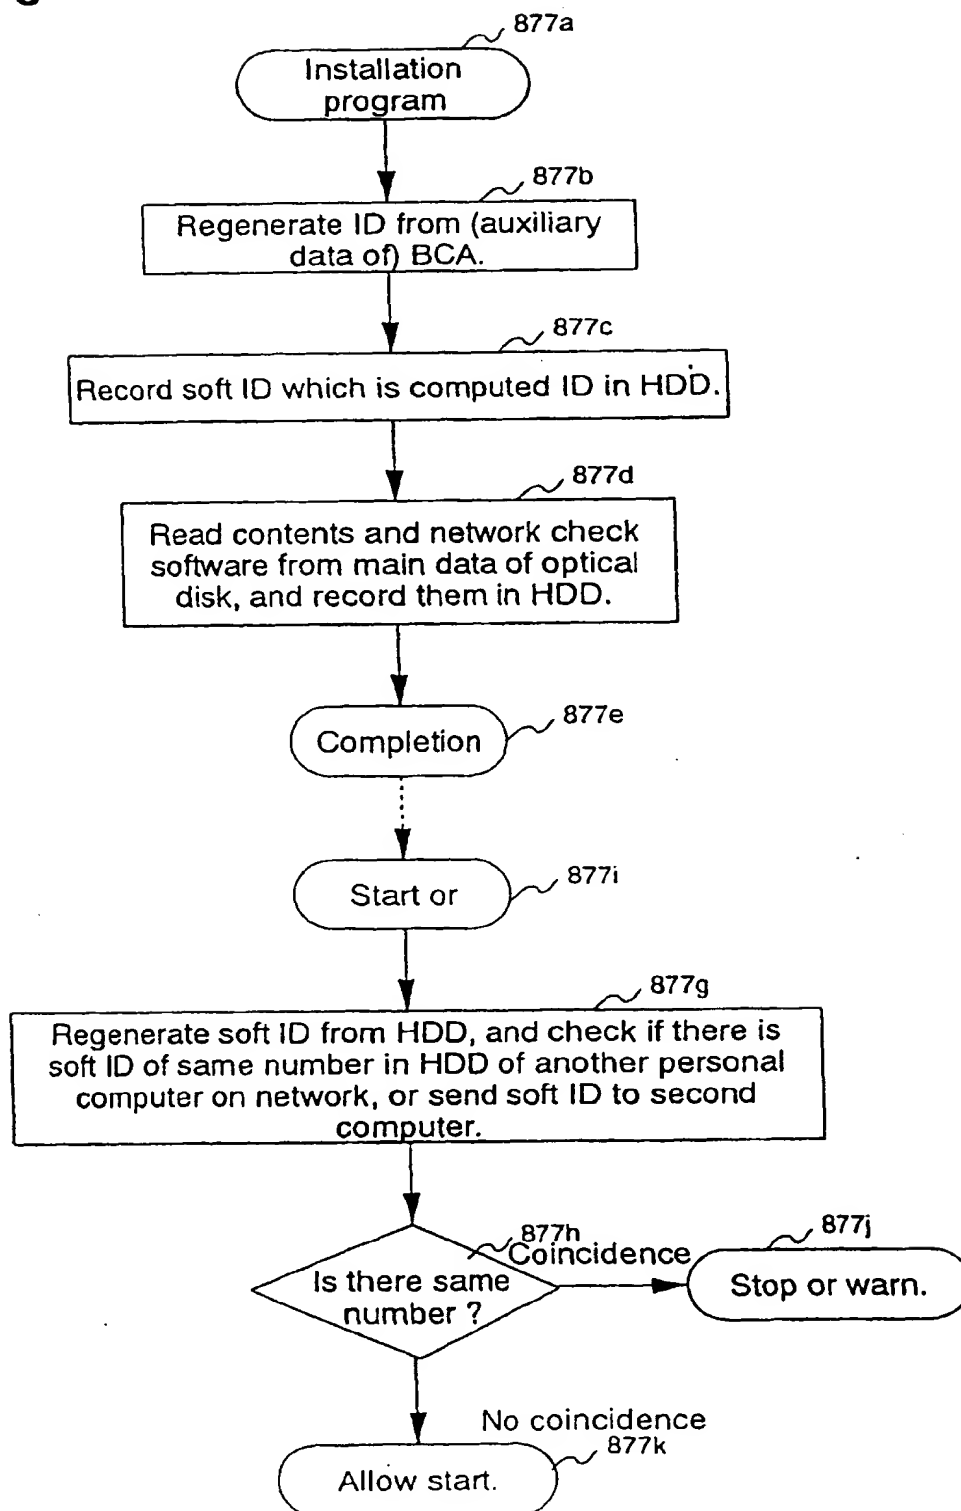 877a
Installation
program
877b
Regenerate ID from (auxiliary
data of) BCA.
877c
Record soft ID which is computed ID in HDD.
877d
Read contents and network check
software from main data of optical
disk, and record them in HDD.
Completion
877e
Start or
877i
877g
Regenerate soft ID from HDD, and check if there is
soft ID of same number in HDD of another personal
computer on network, or send soft ID to second
computer.
877h
Coincidence
877j
Is there same
number ?
Stop or warn.
No coincidence
877k
Allow start.